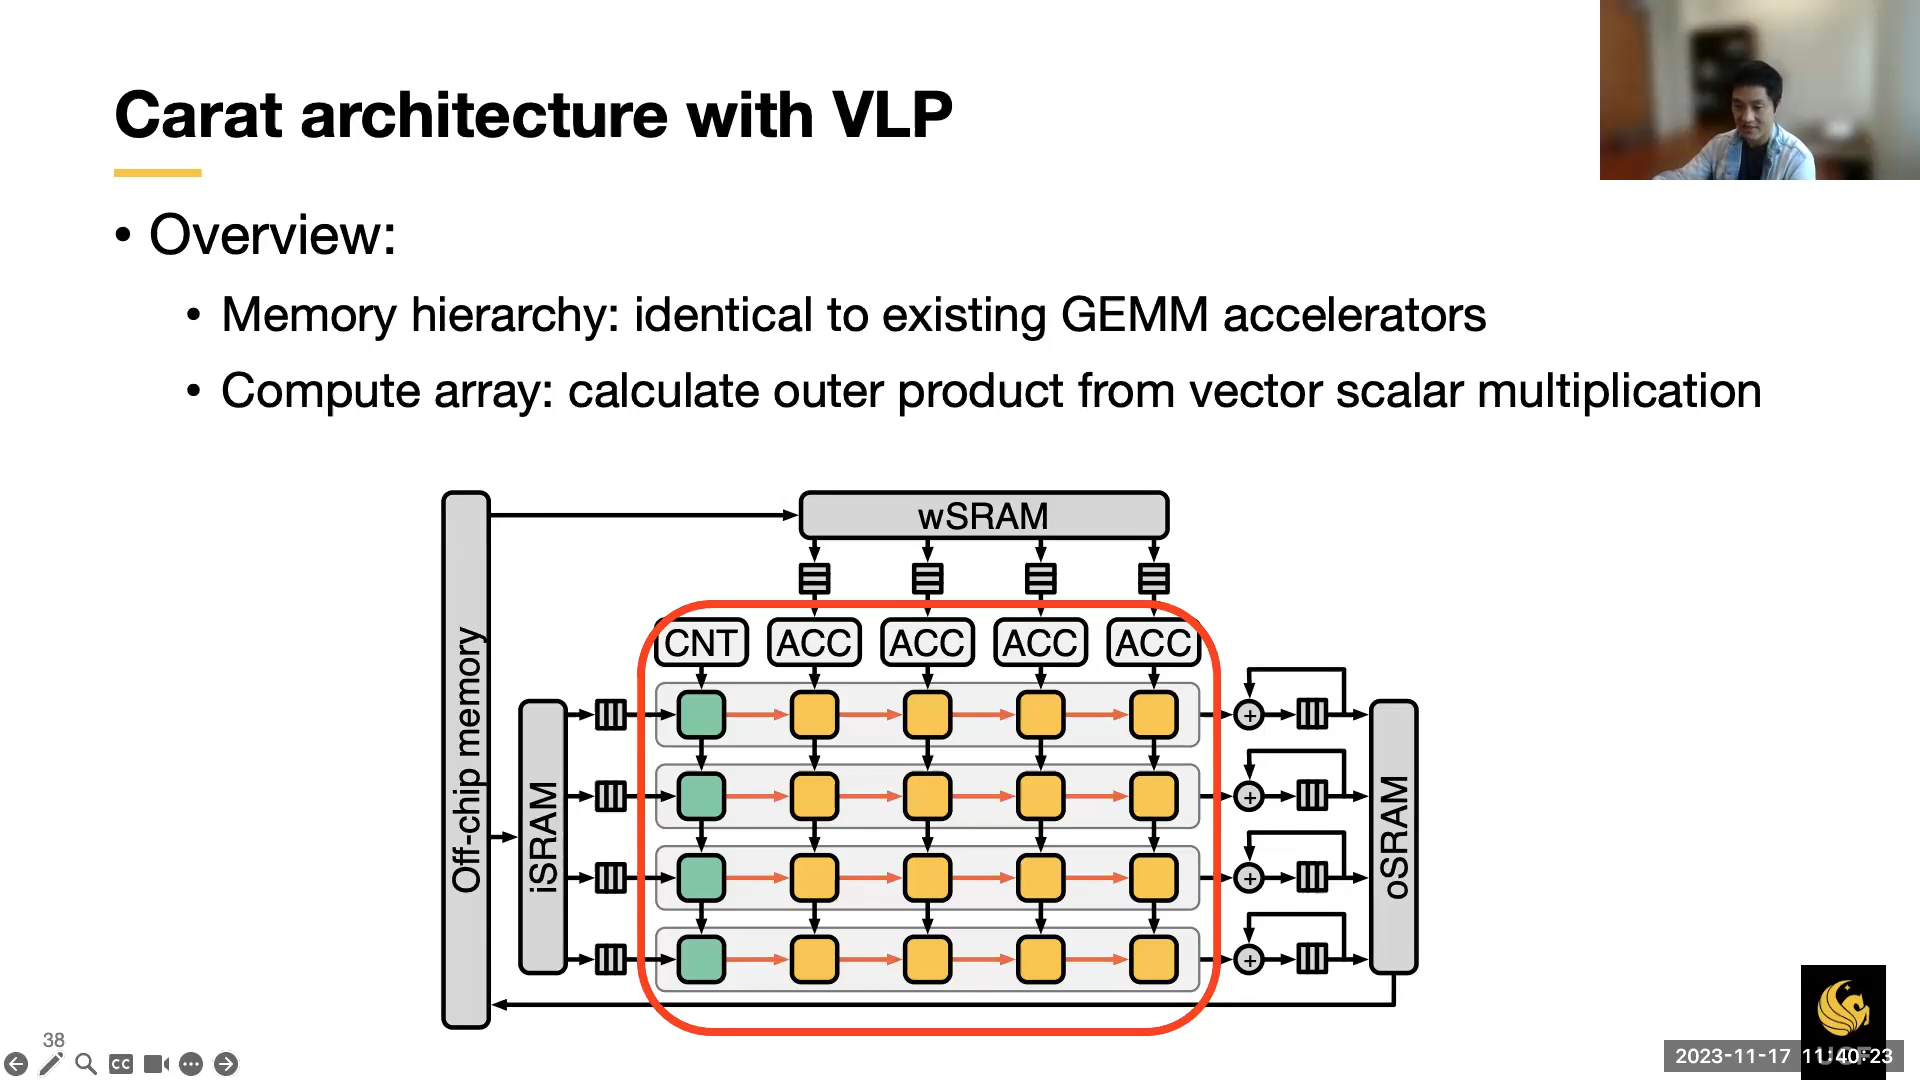 Carat architecture with VLP
• Overview:
• Memory hierarchy: identical to existing GEMM accelerators
• Compute array: calculate outer product from vector scalar multiplication
wSRAM
CNT ACC ACC ACC ACC
Off-chip memory
iSRAM
oSRAM
+
+
+
+
38
CC
UCF
2023-11-17 11:40:23